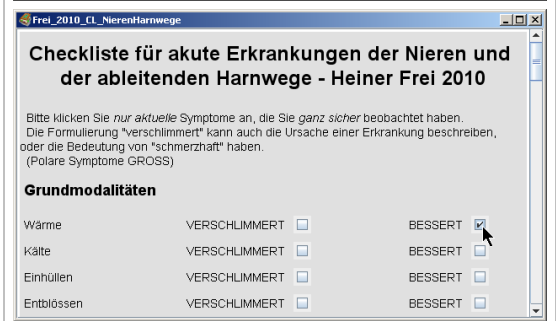 Frei_2010_CL_NierenHarnwege
Checkliste für akute Erkrankungen der Nieren und
der ableitenden Harnwege - Heiner Frei 2010
Bitte klicken Sie nur aktuelle Symptome an, die Sie ganz sicher beobachtet haben.
Die Formulierung "verschlimmert" kann auch die Ursache einer Erkrankung beschreiben,
oder die Bedeutung von "schmerzhaft" haben.
(Polare Symptome GROSS)
Grundmodalitäten
Wärme VERSCHLIMMERT BESSERT
Kälte VERSCHLIMMERT BESSERT
Einhüllen VERSCHLIMMERT BESSERT
Entblössen VERSCHLIMMERT BESSERT